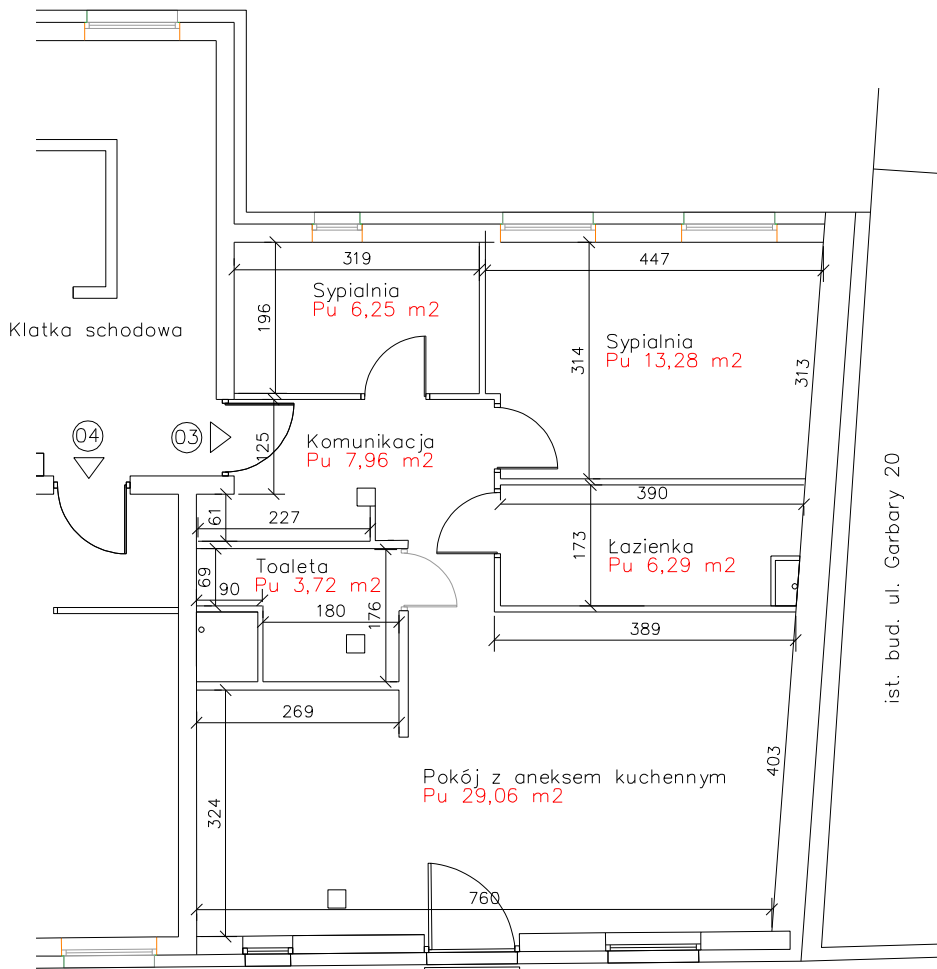 319
447
196
Sypialnia
Pu 6,25 m2
Klatka schodowa
314
Sypialnia
Pu 13,28 m2
313
04
03
125
Komunikacja
Pu 7,96 m2
ist. bud. ul. Garbary 20
390
61
227
173
Łazienka
Pu 6,29 m2
69
90
Toaleta
Pu 3,72 m2
180
176
389
269
324
403
Pokój z aneksem kuchennym
Pu 29,06 m2
760